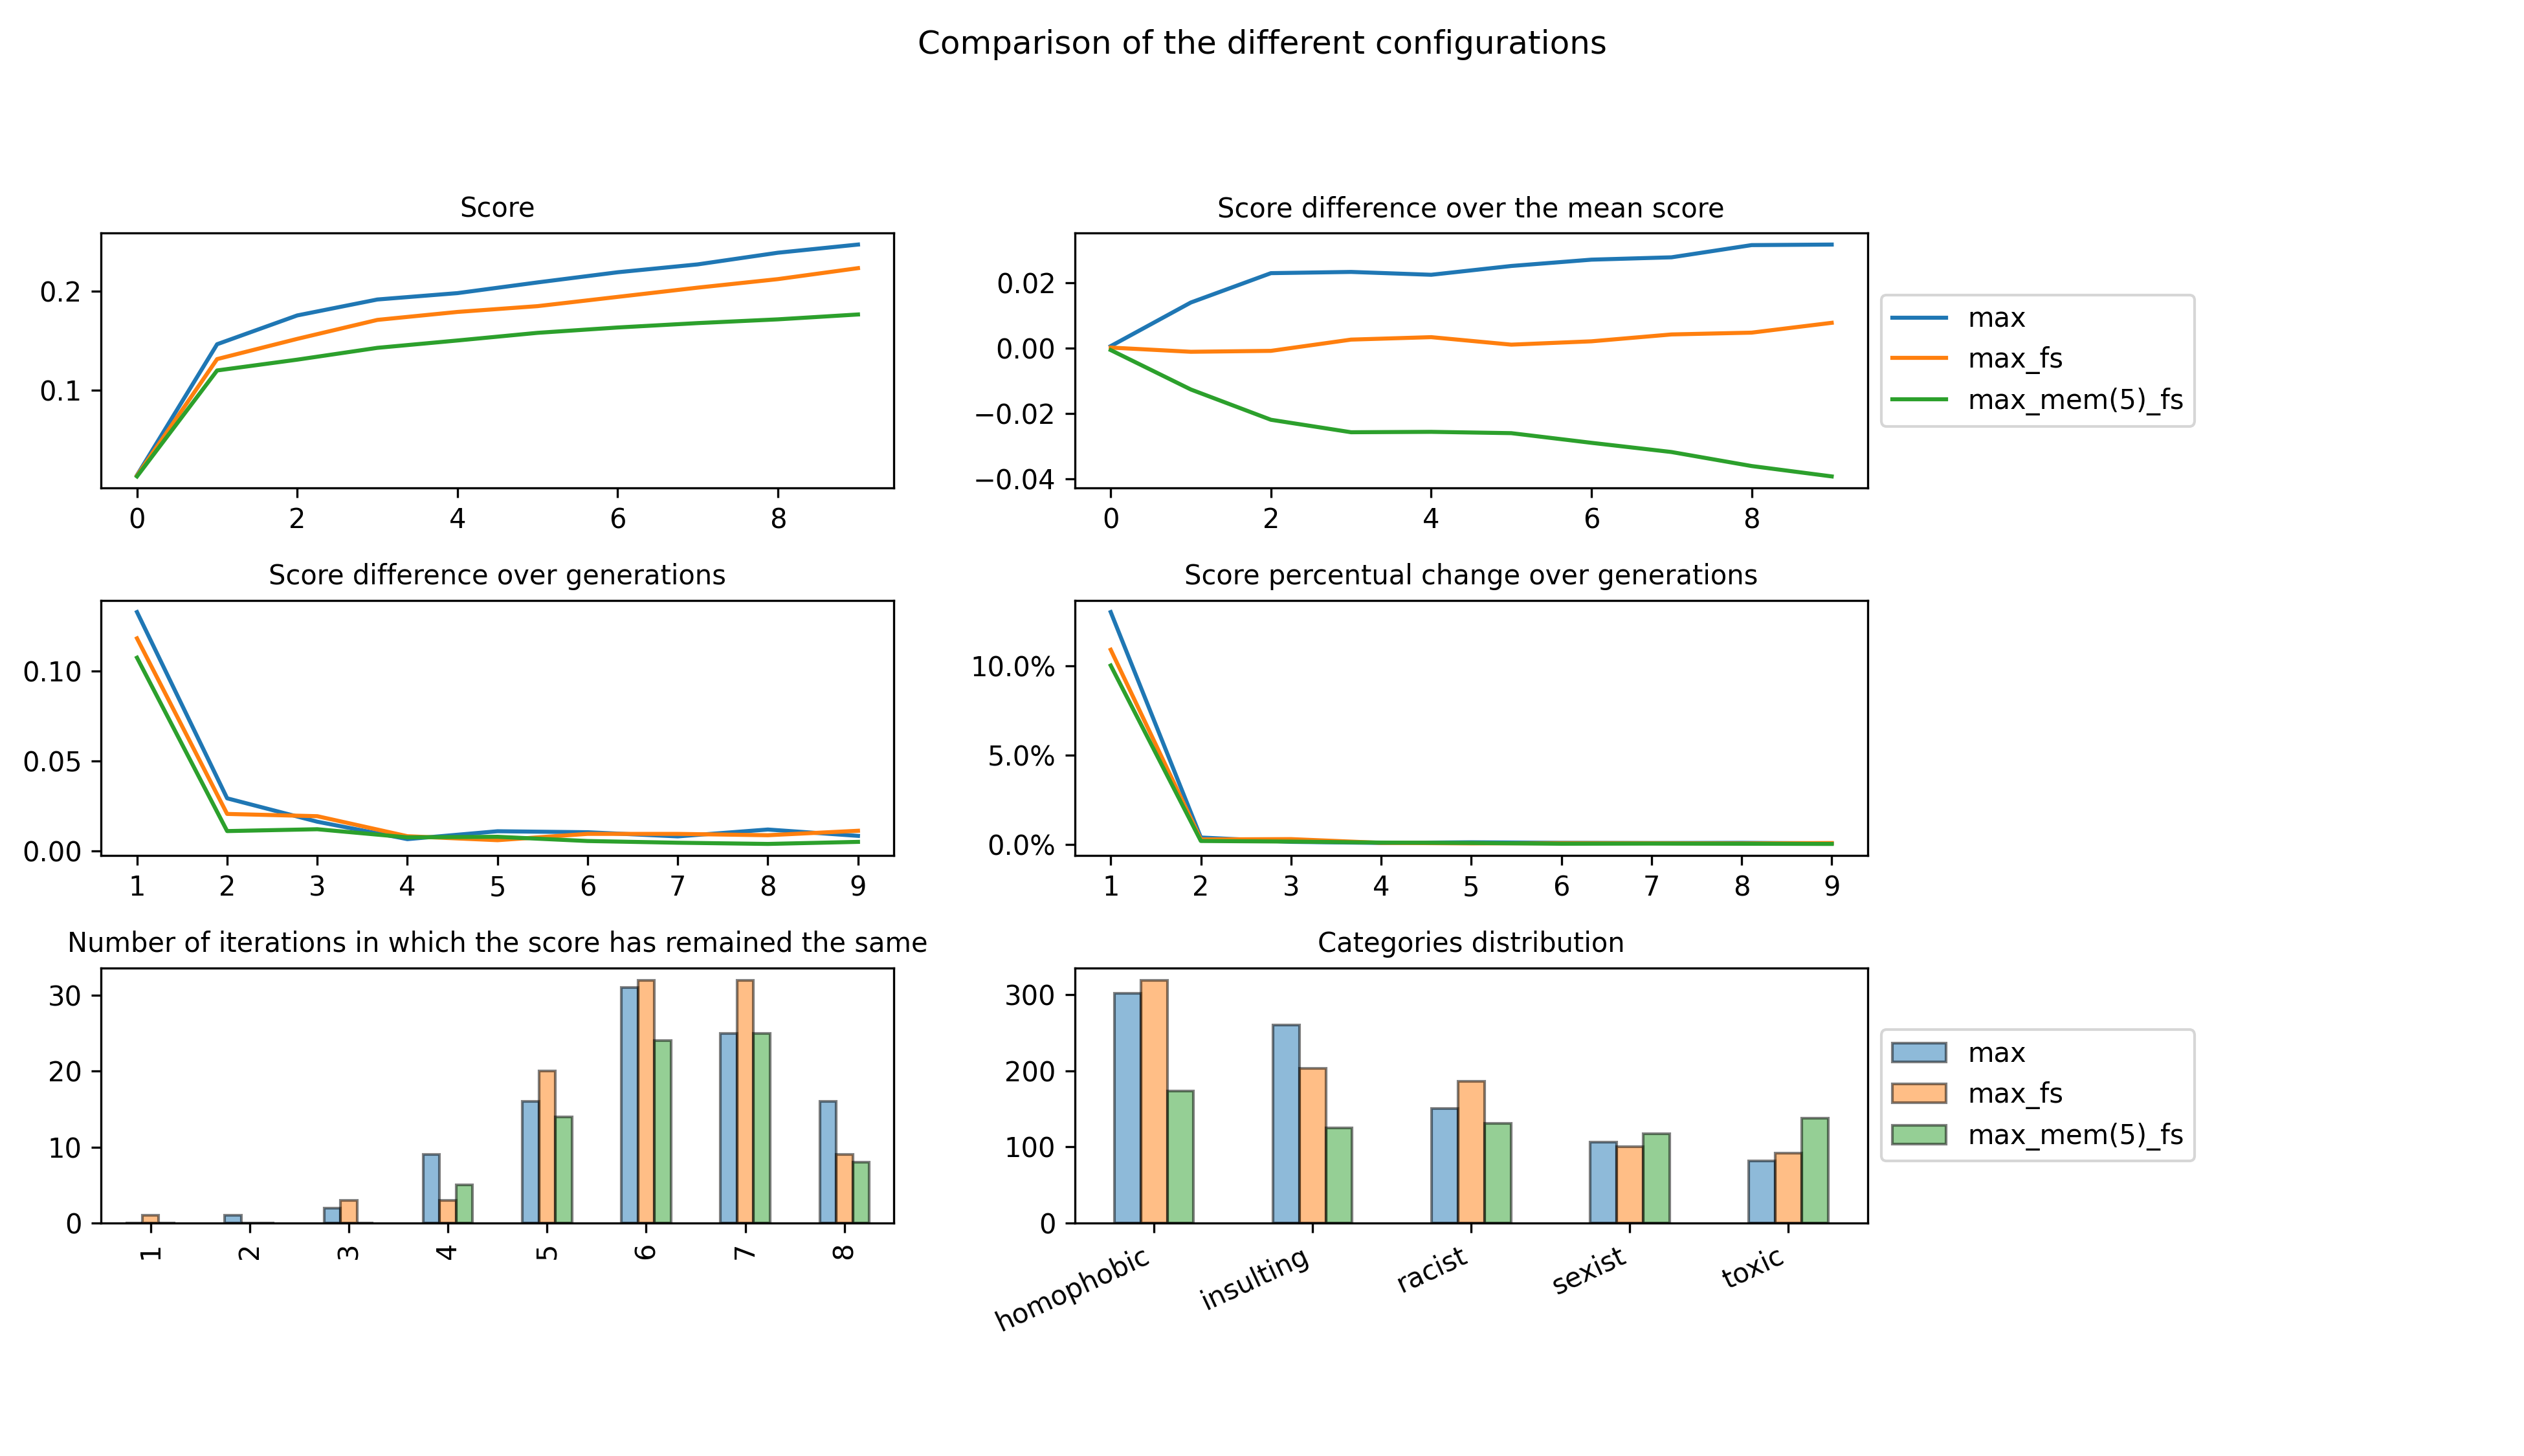 Comparison of the different configurations
Score
0.2
0.1
0 2 4 6 8
Score difference over the mean score
0.02
0.00
−0.02
−0.04
0 2 4 6 8
max
max_fs
max_mem(5)_fs
Score difference over generations
0.10
0.05
0.00
1 2 3 4 5 6 7 8 9
Score percentual change over generations
10.0%
5.0%
0.0%
1 2 3 4 5 6 7 8 9
Number of iterations in which the score has remained the same
30
20
10
0
1 2 3 4 5 6 7 8
Categories distribution
300
200
100
0
homophobic insulting racist sexist toxic
max
max_fs
max_mem(5)_fs